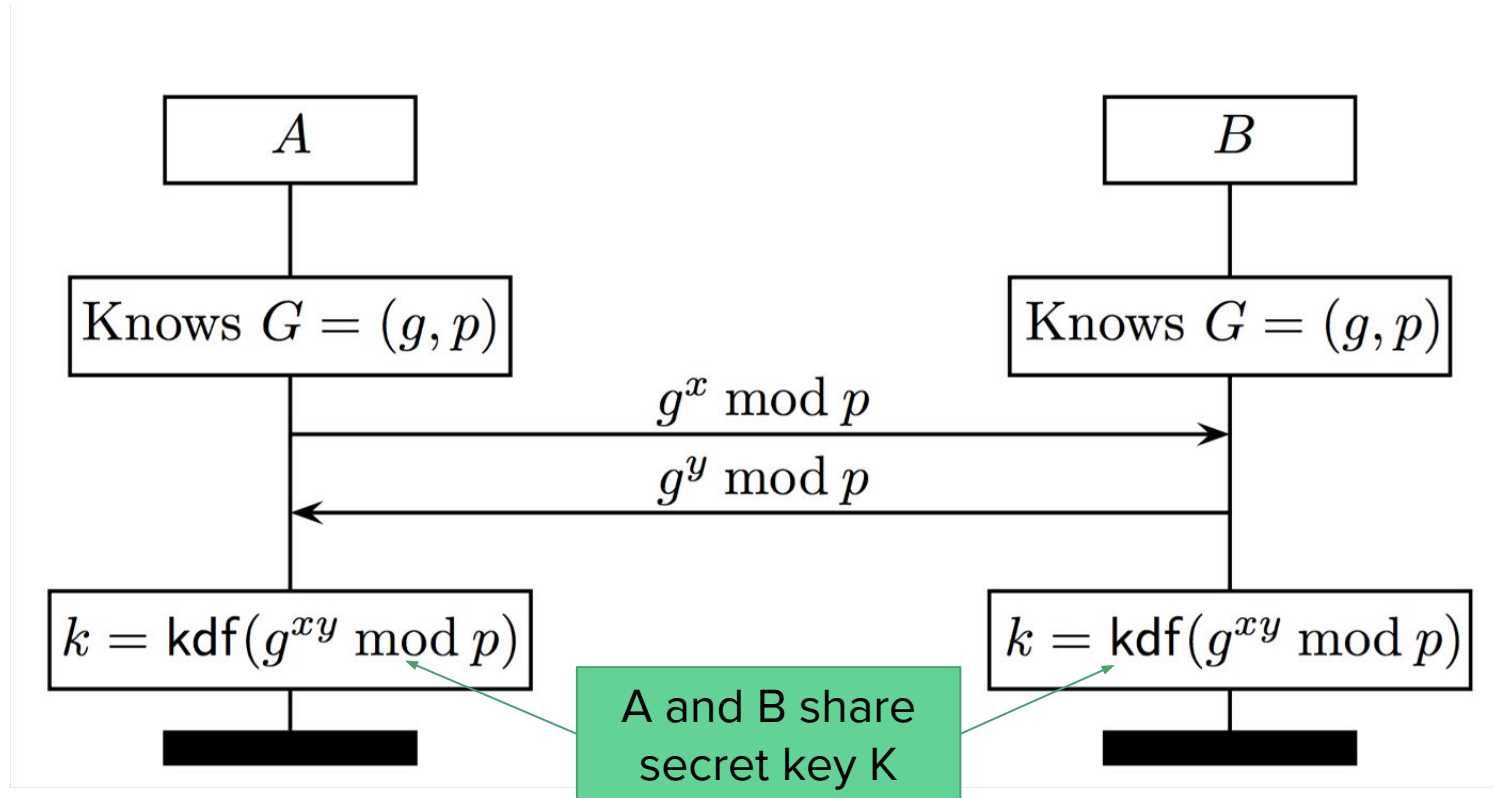 A
B
Knows G = (g, p)
Knows G = (g, p)
g^x mod p
g^y mod p
k = kdf(g^{xy} mod p)
k = kdf(g^{xy} mod p)
A and B share
secret key K